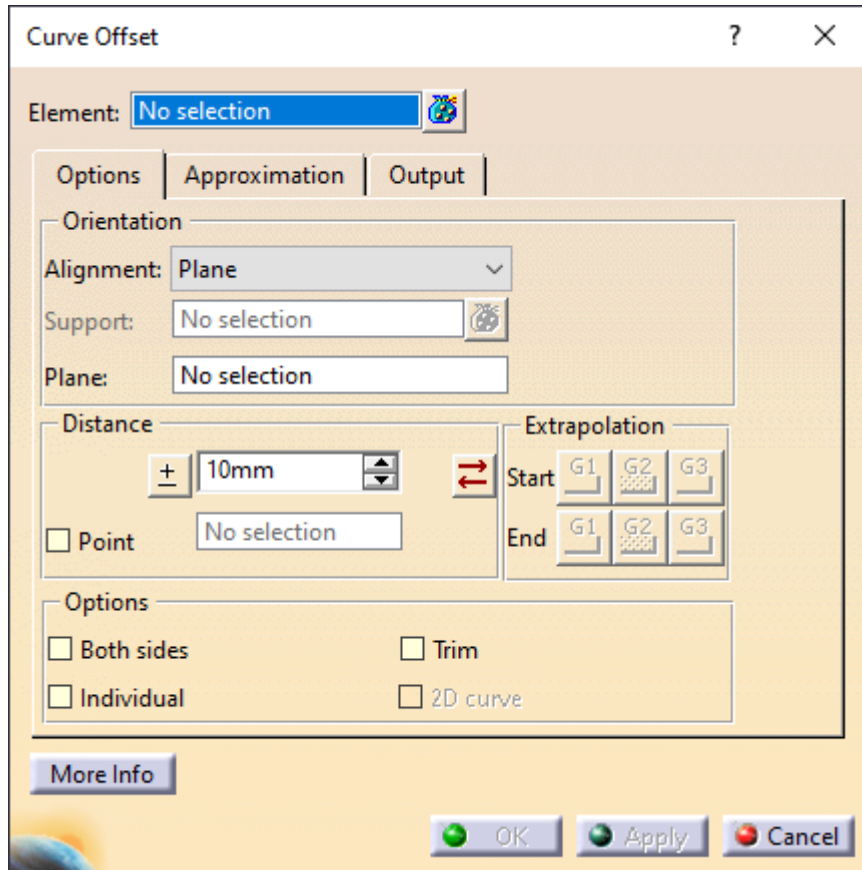 Curve Offset ?
Element: No selection
Options Approximation Output
Orientation
Alignment: Plane
Support: No selection
Plane: No selection
Distance
± 10mm
Point No selection
Extrapolation
Start G1 G2 G3
End G1 G2 G3
Options
Both sides Trim
Individual 2D curve
More Info
OK Apply Cancel